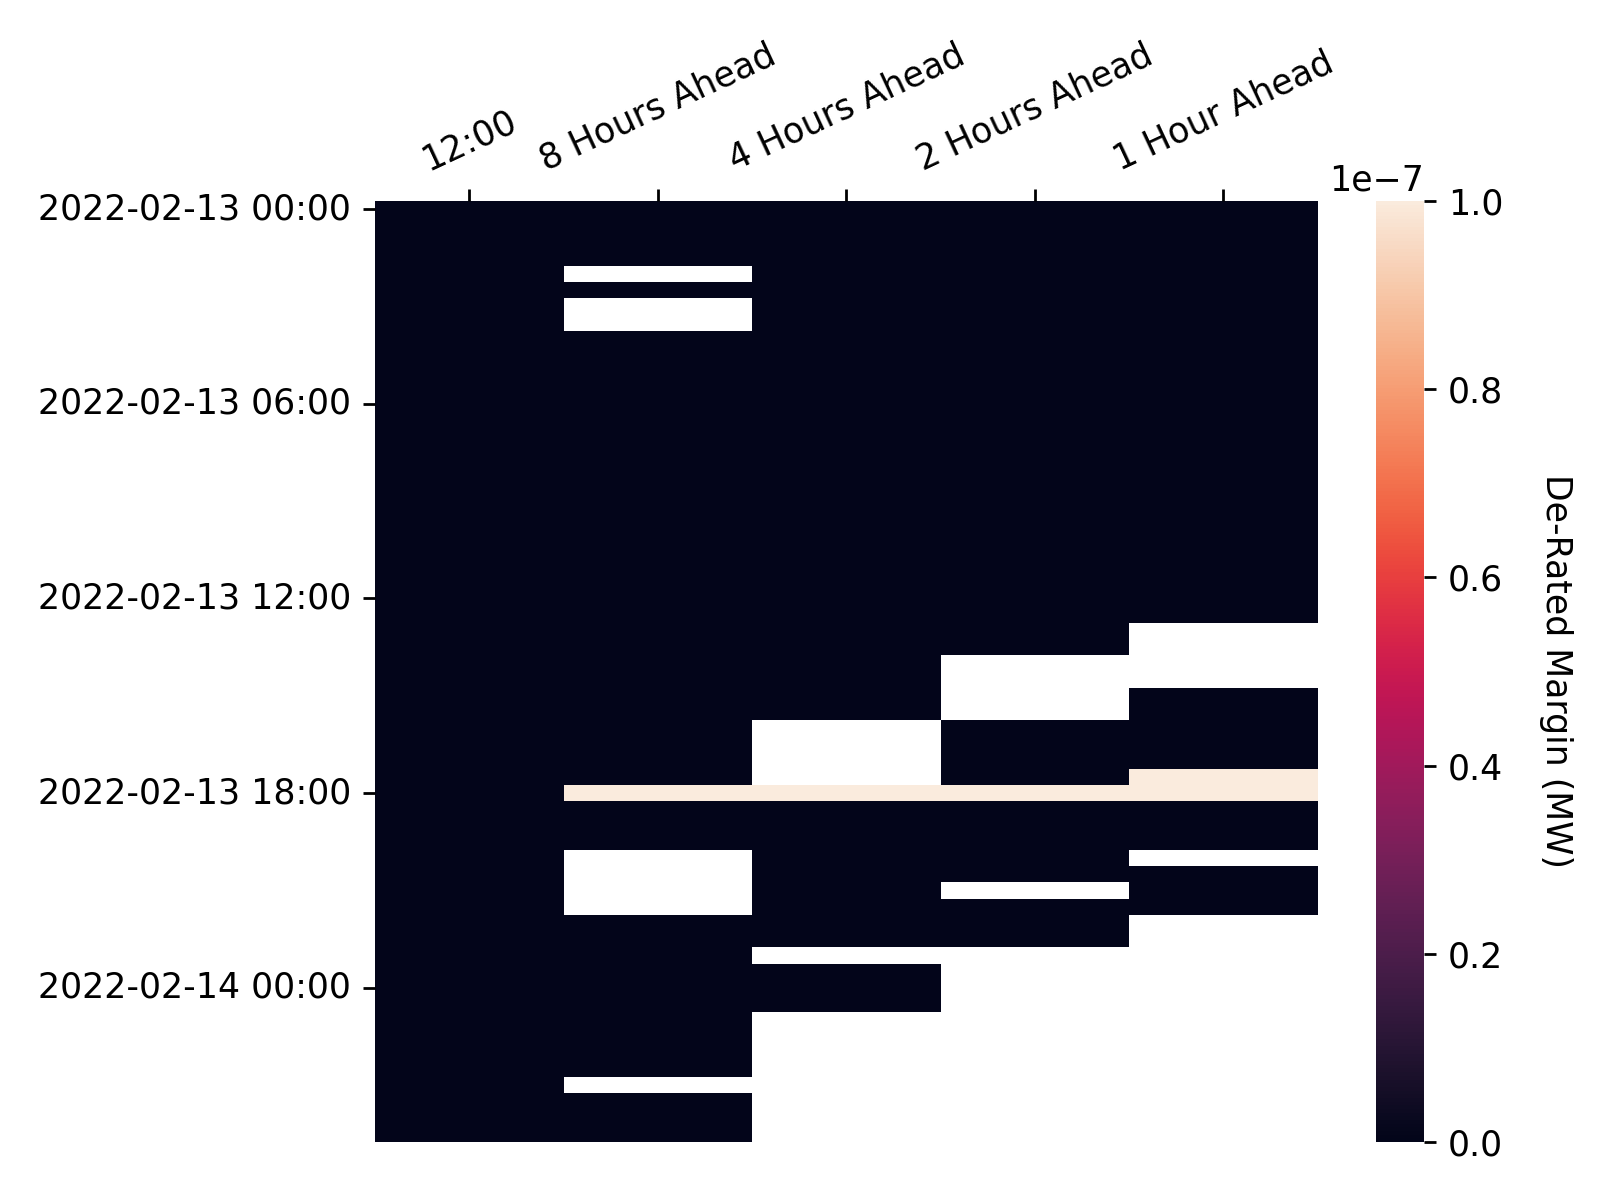 12:00
8 Hours Ahead
4 Hours Ahead
2 Hours Ahead
1 Hour Ahead
2022-02-13 00:00
2022-02-13 06:00
2022-02-13 12:00
2022-02-13 18:00
2022-02-14 00:00
1e−7
1.0
0.8
0.6
0.4
0.2
0.0
De-Rated Margin (MW)